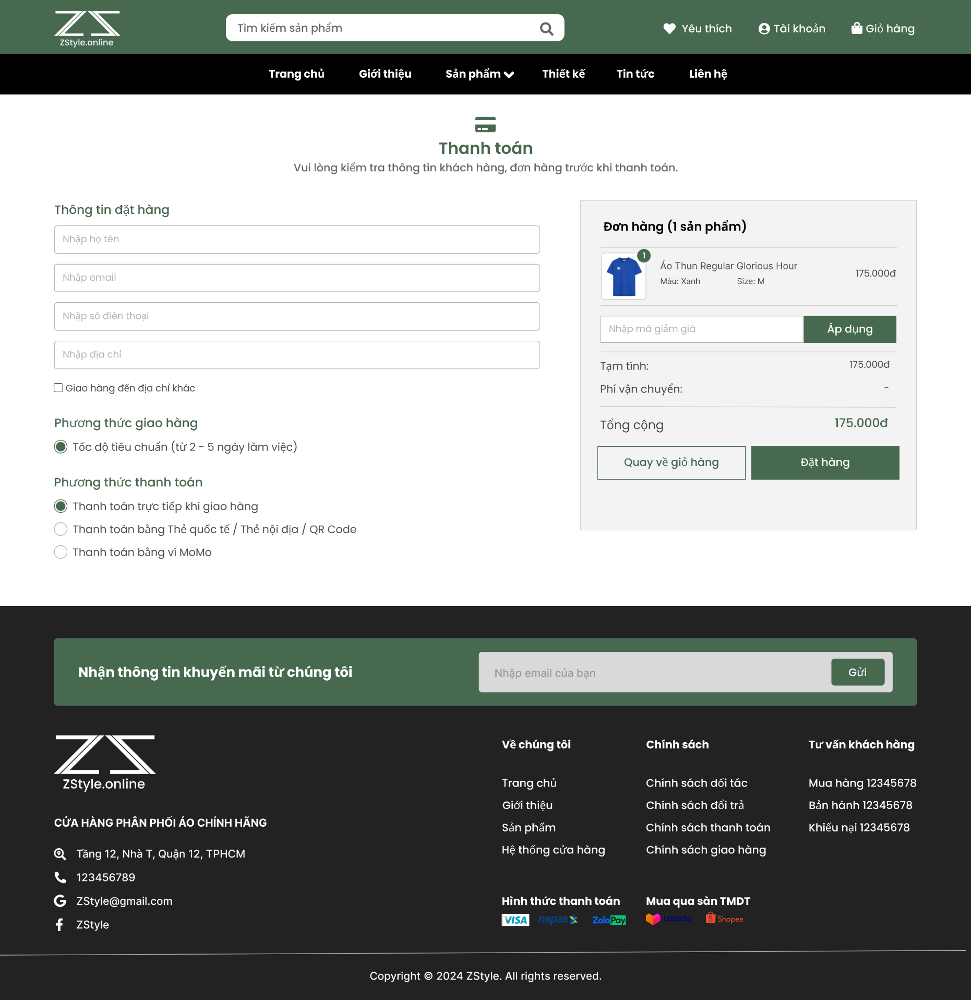 ZStyle.online
Tìm kiếm sản phẩm
Yêu thích
Tài khoản
Giỏ hàng
Trang chủ
Giới thiệu
Sản phẩm
Thiết kế
Tin tức
Liên hệ
Thanh toán
Vui lòng kiểm tra thông tin khách hàng, đơn hàng trước khi thanh toán.
Thông tin đặt hàng
Nhập họ tên
Nhập email
Nhập số điên thoại
Nhập địa chỉ
Giao hàng đến địa chỉ khác
Phương thức giao hàng
Tốc độ tiêu chuẩn (từ 2 - 5 ngày làm việc)
Phương thức thanh toán
Thanh toán trực tiếp khi giao hàng
Thanh toán bằng Thẻ quốc tế / Thẻ nội địa / QR Code
Thanh toán bằng ví MoMo
Đơn hàng (1 sản phẩm)
1
Áo Thun Regular Glorious Hour
Màu: Xanh Size: M
175.000đ
Nhập mã giảm giá
Áp dụng
Tạm tính: 175.000đ
Phí vận chuyển: -
Tổng cộng 175.000đ
Quay về giỏ hàng
Đặt hàng
Nhận thông tin khuyến mãi từ chúng tôi
Nhập email của bạn
Gửi
ZStyle.online
CỬA HÀNG PHÂN PHỐI ÁO CHÍNH HÃNG
Tầng 12, Nhà T, Quận 12, TPHCM
123456789
ZStyle@gmail.com
ZStyle
Về chúng tôi
Trang chủ
Giới thiệu
Sản phẩm
Hệ thống cửa hàng
Chính sách
Chính sách đối tác
Chính sách đổi trả
Chính sách thanh toán
Chính sách giao hàng
Tư vấn khách hàng
Mua hàng 12345678
Bản hành 12345678
Khiếu nại 12345678
Hình thức thanh toán
VISA
napas
ZaloPay
Mua qua sàn TMDT
Lazada
Shopee
Copyright © 2024 ZStyle. All rights reserved.